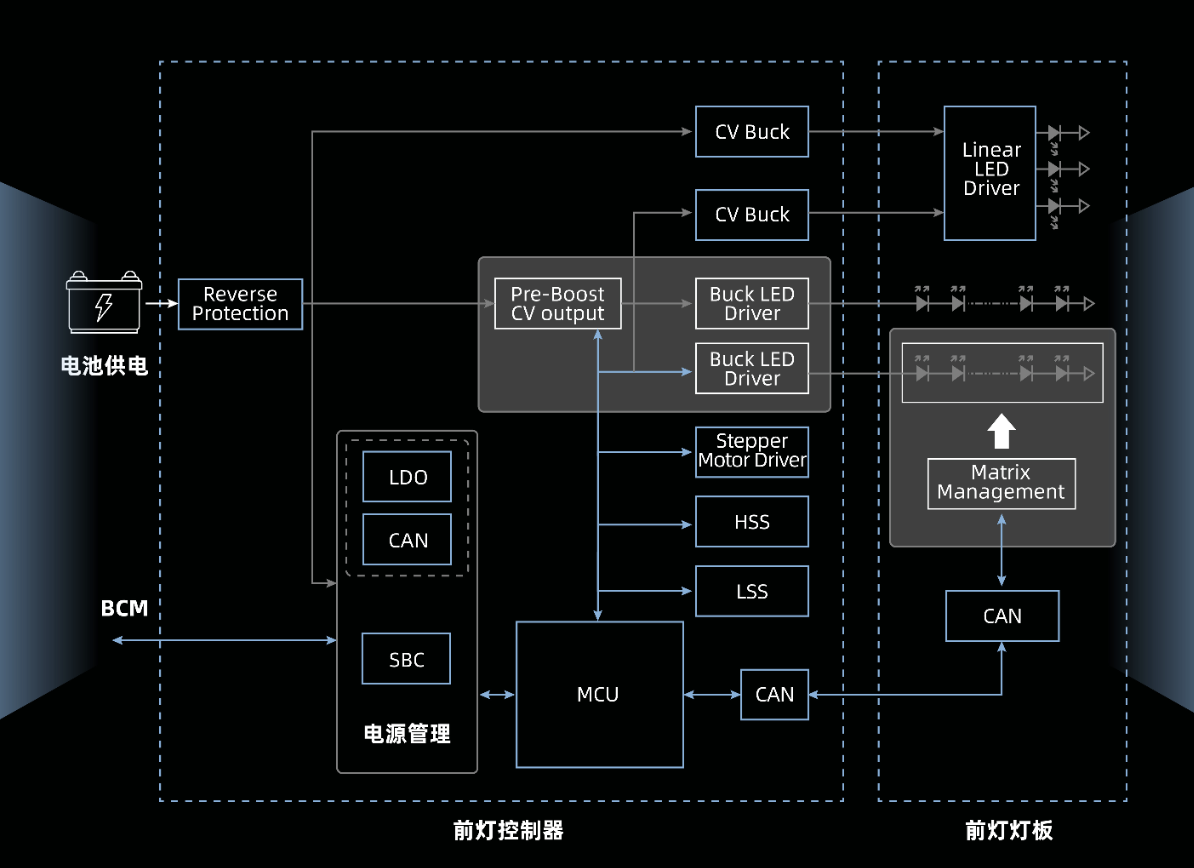 CV Buck
Linear
LED
Driver
CV Buck
Reverse
Protection
Pre-Boost
CV output
Buck LED
Driver
电池供电
Buck LED
Driver
Stepper
Motor Driver
LDO
CAN
HSS
LSS
Matrix
Management
BCM
SBC
电源管理
MCU
CAN
CAN
前灯控制器
前灯灯板